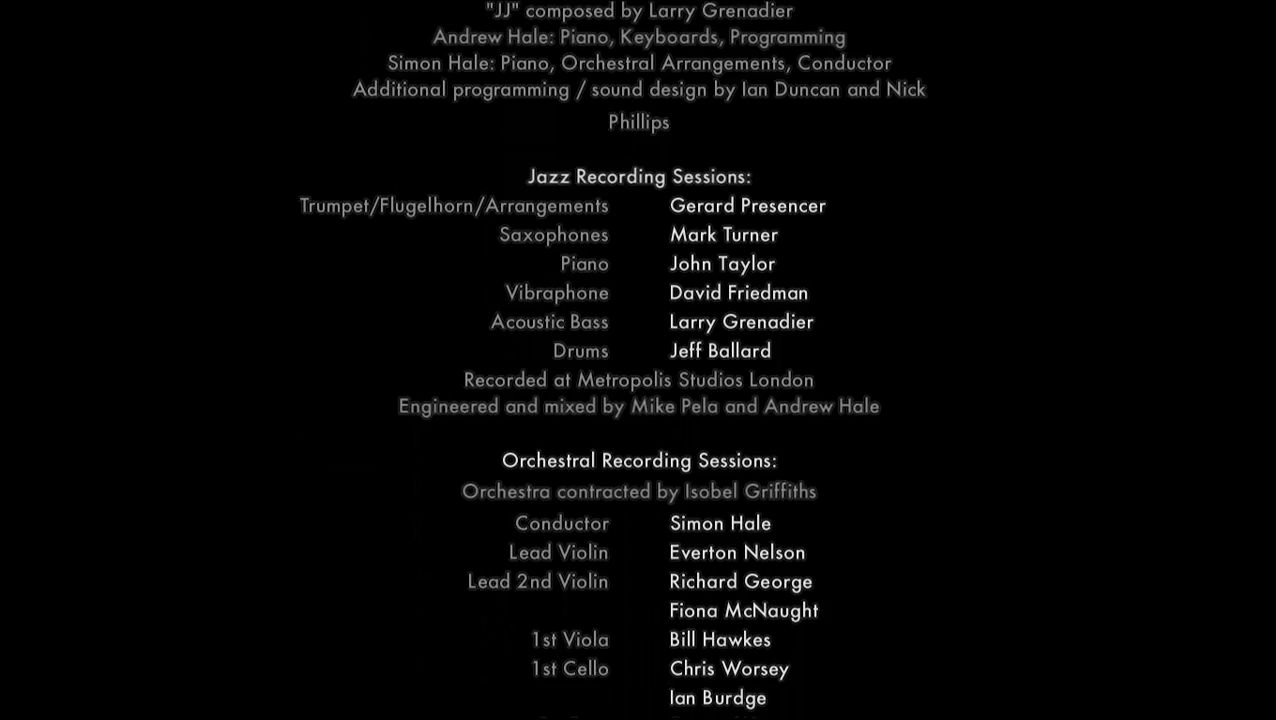 "JJ" composed by Larry Grenadier
Andrew Hale: Piano, Keyboards, Programming
Simon Hale: Piano, Orchestral Arrangements, Conductor
Additional programming / sound design by Ian Duncan and Nick
Phillips
Jazz Recording Sessions:
Trumpet/Flugelhorn/Arrangements Gerard Presencer
Saxophones Mark Turner
Piano John Taylor
Vibraphone David Friedman
Acoustic Bass Larry Grenadier
Drums Jeff Ballard
Recorded at Metropolis Studios London
Engineered and mixed by Mike Pela and Andrew Hale
Orchestral Recording Sessions:
Orchestra contracted by Isobel Griffiths
Conductor Simon Hale
Lead Violin Everton Nelson
Lead 2nd Violin Richard George
Fiona McNaught
1st Viola Bill Hawkes
1st Cello Chris Worsey
Ian Burdge